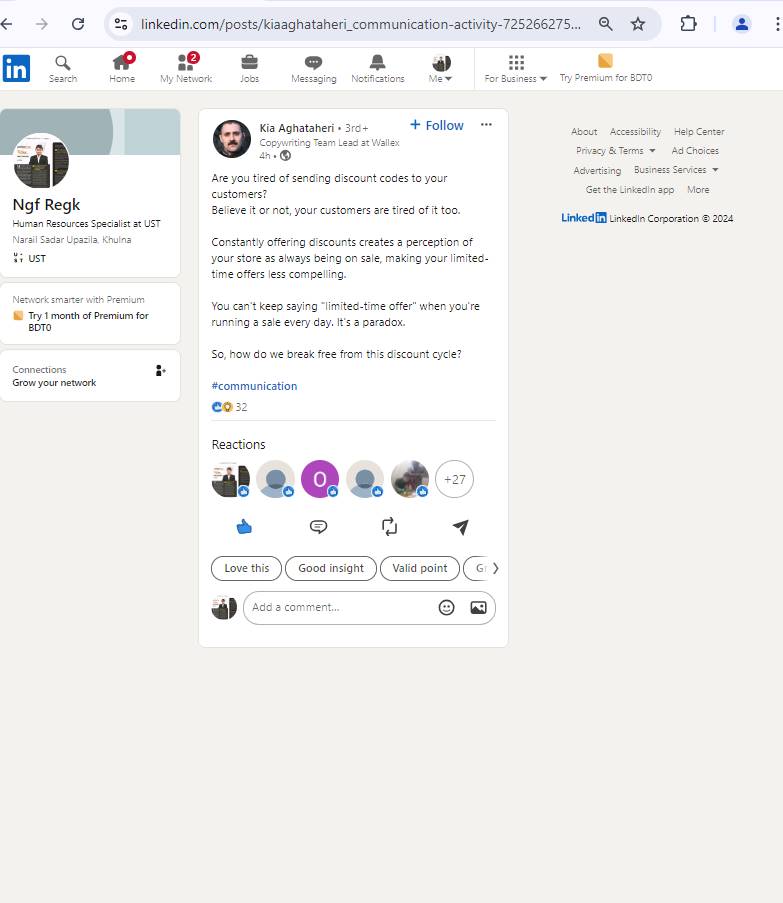 linkedin.com/posts/kiaaghataheri_communication-activity-725266275...
in
Search
Home
2
My Network
Jobs
Messaging
Notifications
Me
For Business
Try Premium for BDT0
Ngf Regk
Human Resources Specialist at UST
Narail Sadar Upazila, Khulna
UST
Network smarter with Premium
Try 1 month of Premium for
BDT0
Connections
Grow your network
Kia Aghataheri • 3rd+
Copywriting Team Lead at Wallex
4h •
+ Follow
Are you tired of sending discount codes to your
customers?
Believe it or not, your customers are tired of it too.
Constantly offering discounts creates a perception of
your store as always being on sale, making your limited-
time offers less compelling.
You can't keep saying "limited-time offer" when you're
running a sale every day. It's a paradox.
So, how do we break free from this discount cycle?
#communication
32
Reactions
O
+27
Love this
Good insight
Valid point
Add a comment...
About Accessibility Help Center
Privacy & Terms Ad Choices
Advertising Business Services
Get the LinkedIn app More
LinkedIn LinkedIn Corporation © 2024